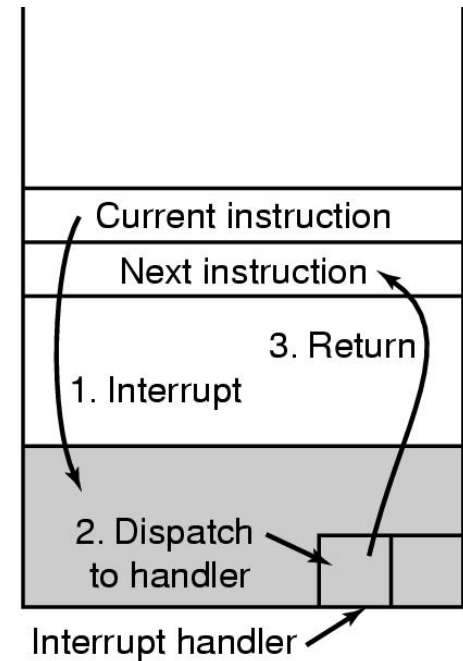 Current instruction
Next instruction
3. Return
1. Interrupt
2. Dispatch
to handler
Interrupt handler